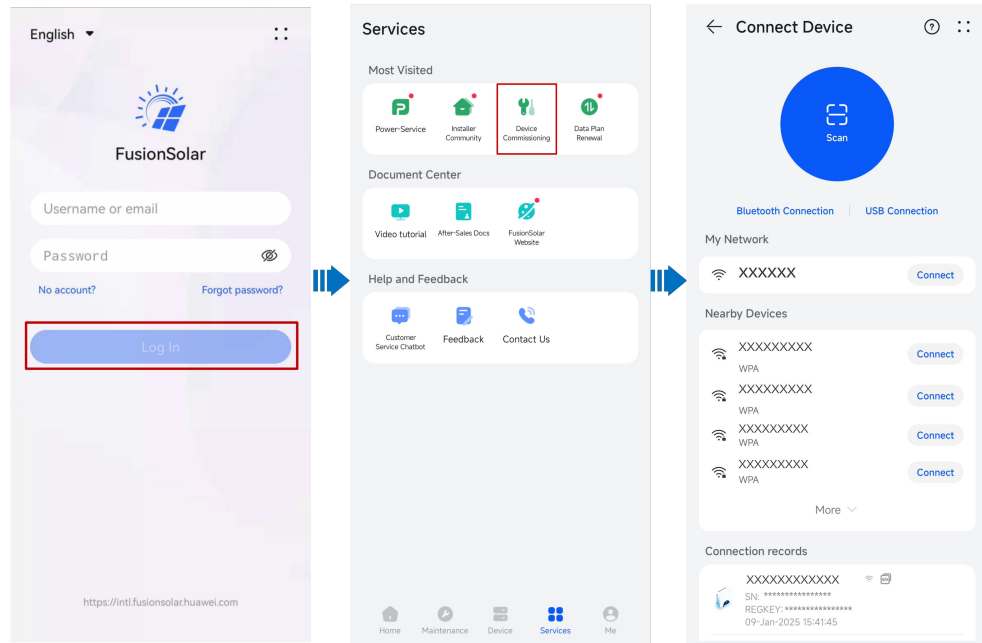 English
FusionSolar
Username or email
Password
No account?
Forgot password?
Log In
https://intl.fusionsolar.huawei.com
Services
Most Visited
Power-Service
Installer
Community
Device
Commissioning
Data Plan
Renewal
Document Center
Video tutorial
After-Sales Docs
FusionSolar
Website
Help and Feedback
Customer
Service Chatbot
Feedback
Contact Us
Home
Maintenance
Device
Services
Me
Connect Device
Scan
Bluetooth Connection
USB Connection
My Network
XXXXXX
Connect
Nearby Devices
XXXXXXXXX
WPA
Connect
XXXXXXXXX
WPA
Connect
XXXXXXXXX
WPA
Connect
XXXXXXXXX
WPA
Connect
More
Connection records
XXXXXXXXXXXX
SN: ****************
REGKEY: ****************
09-Jan-2025 15:41:45